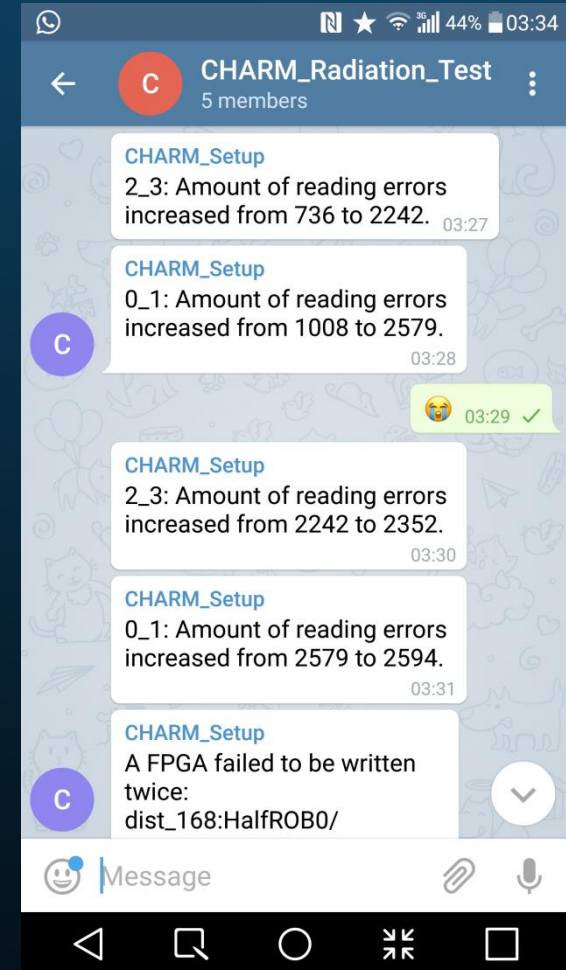 3G 44% 03:34
C CHARM_Radiation_Test
5 members
CHARM_Setup
2_3: Amount of reading errors
increased from 736 to 2242. 03:27
CHARM_Setup
0_1: Amount of reading errors
increased from 1008 to 2579.
C
03:28
😭 03:29 ✓
CHARM_Setup
2_3: Amount of reading errors
increased from 2242 to 2352.
03:30
CHARM_Setup
0_1: Amount of reading errors
increased from 2579 to 2594.
03:31
CHARM_Setup
A FPGA failed to be written
twice:
C
dist_168:HalfROB0/
Message